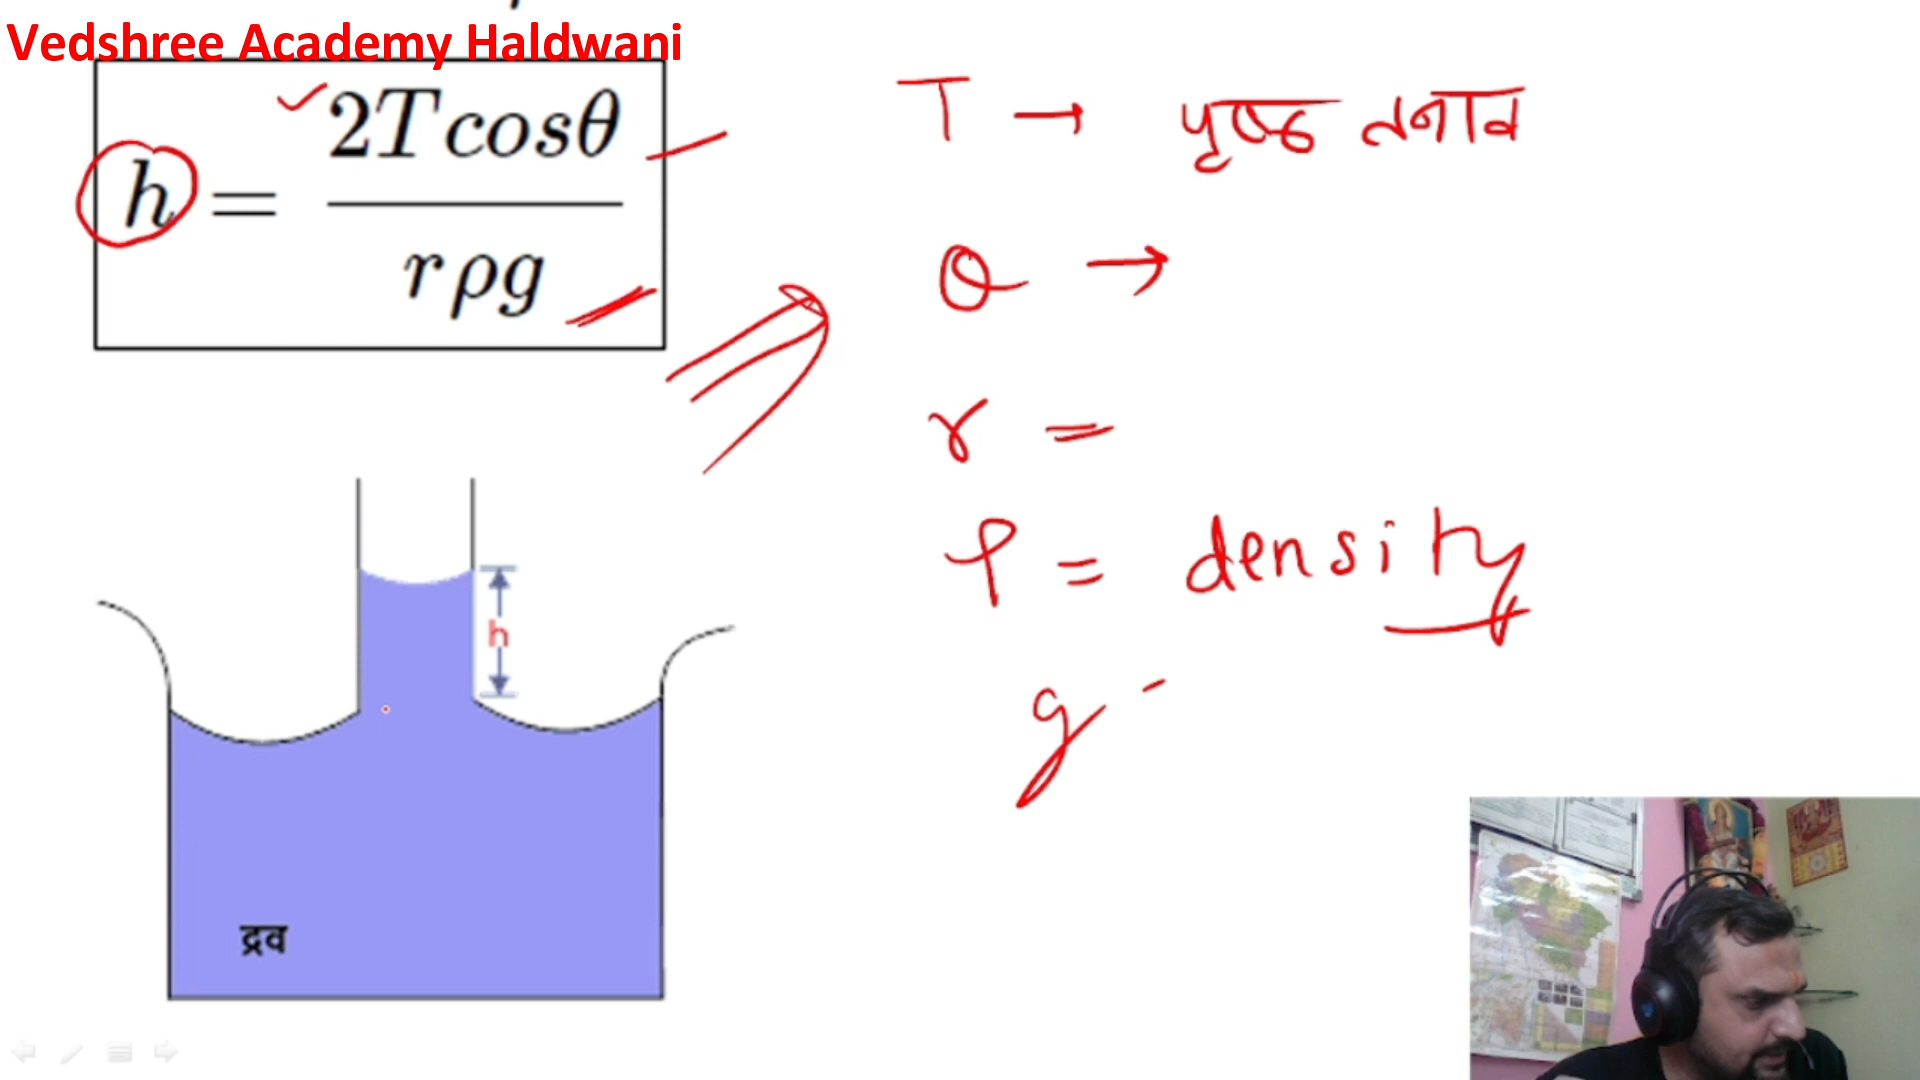 Vedshree Academy Haldwani
h = 2Tcosθ / rρg
T → पृष्ठ तनाव
θ →
r =
ρ = density
g -
h
द्रव